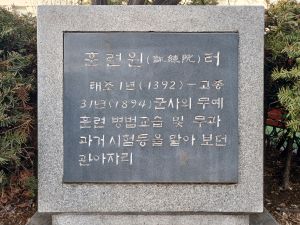 훈련원(訓鍊院)터
태조 1년(1392) - 고종
31년(1894)군사의 무예
훈련 병법교습 및 무과
과거시험등을 맡아 보던
관아자리